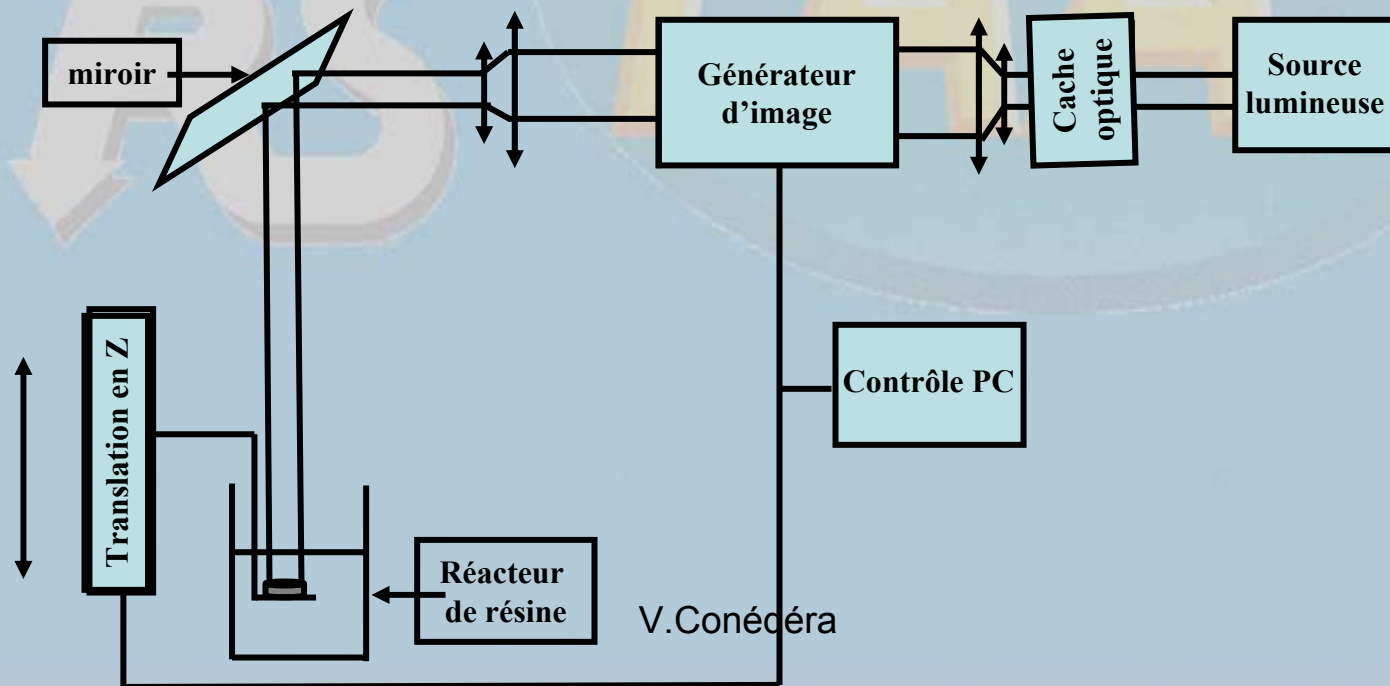 miroir
Générateur
d'image
Cache
optique
Source
lumineuse
Translation en Z
Contrôle PC
Réacteur
de résine
V.Conédéra